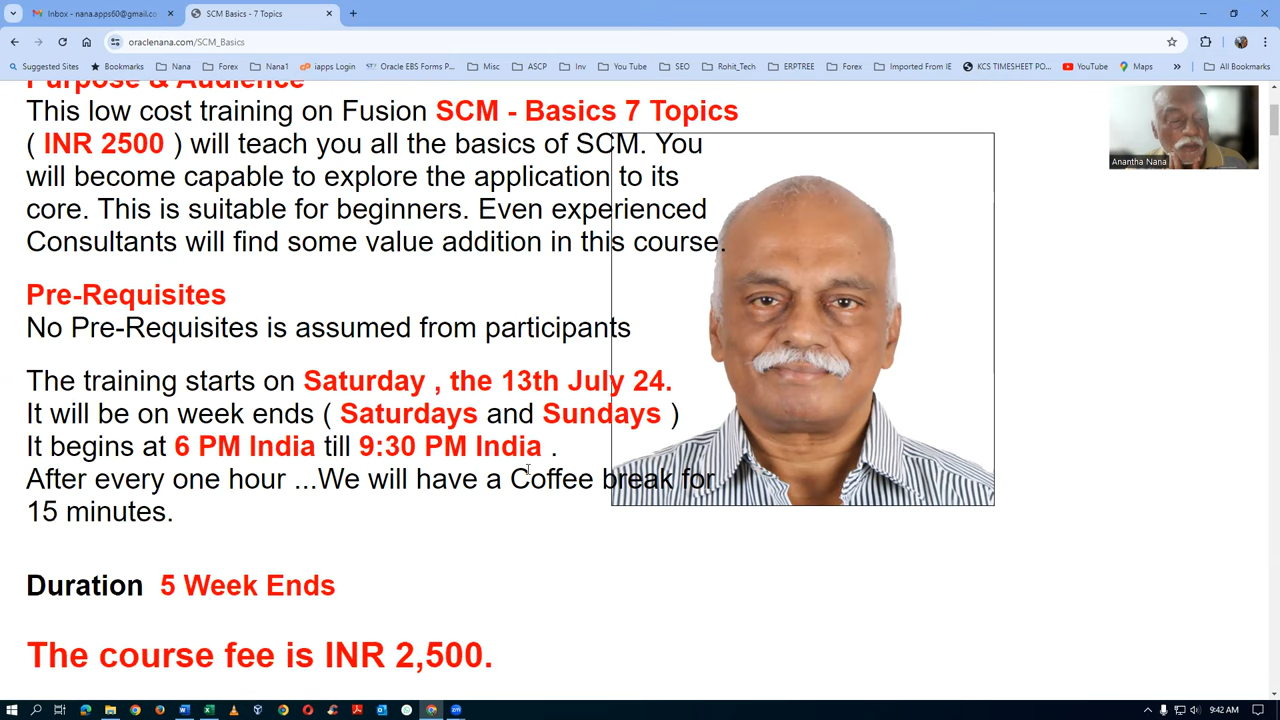 Inbox - nana.apps60@gmail.co
SCM Basics - 7 Topics
oraclenana.com/SCM_Basics
Suggested Sites
Bookmarks
Nana
Forex
Nana1
iapps Login
Oracle EBS Forms P...
Misc
ASCP
Inv
You Tube
SEO
Rohit_Tech
ERPTREE
Forex
Imported From IE
KCS TIMESHEET PO...
YouTube
Maps
All Bookmarks
Purpose & Audience
This low cost training on Fusion SCM - Basics 7 Topics
( INR 2500 ) will teach you all the basics of SCM. You
will become capable to explore the application to its
core. This is suitable for beginners. Even experienced
Consultants will find some value addition in this course.
Anantha Nana
Pre-Requisites
No Pre-Requisites is assumed from participants
The training starts on Saturday , the 13th July 24.
It will be on week ends ( Saturdays and Sundays )
It begins at 6 PM India till 9:30 PM India .
After every one hour ...We will have a Coffee break for
15 minutes.
Duration 5 Week Ends
The course fee is INR 2,500.
9:42 AM